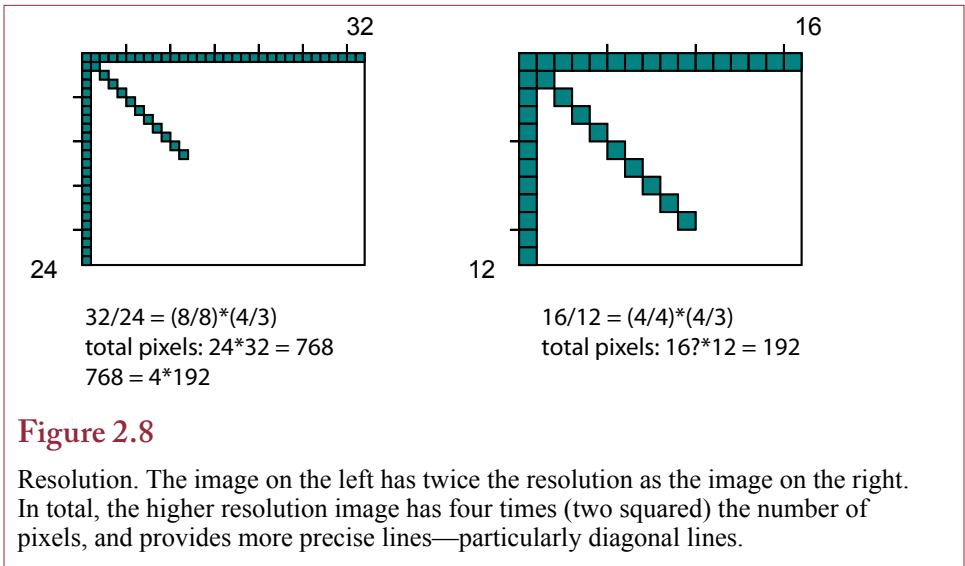 32
24
32/24 = (8/8)*(4/3)
total pixels: 24*32 = 768
768 = 4*192
16
12
16/12 = (4/4)*(4/3)
total pixels: 16?*12 = 192
Figure 2.8
Resolution. The image on the left has twice the resolution as the image on the right.
In total, the higher resolution image has four times (two squared) the number of
pixels, and provides more precise lines—particularly diagonal lines.